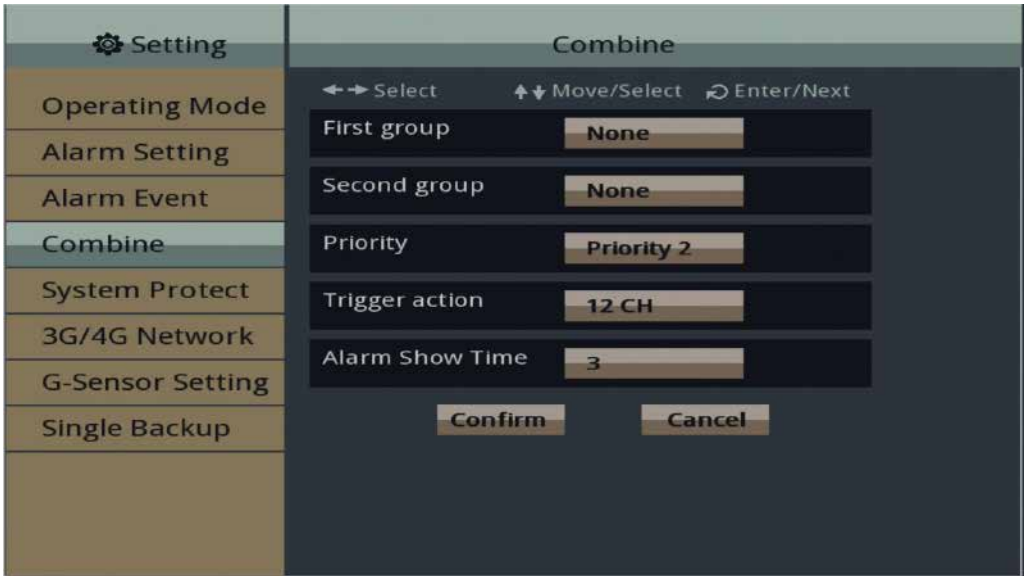 Setting
Combine
Operating Mode
Alarm Setting
Alarm Event
Combine
System Protect
3G/4G Network
G-Sensor Setting
Single Backup
Select Move/Select Enter/Next
First group None
Second group None
Priority Priority 2
Trigger action 12 CH
Alarm Show Time 3
Confirm Cancel